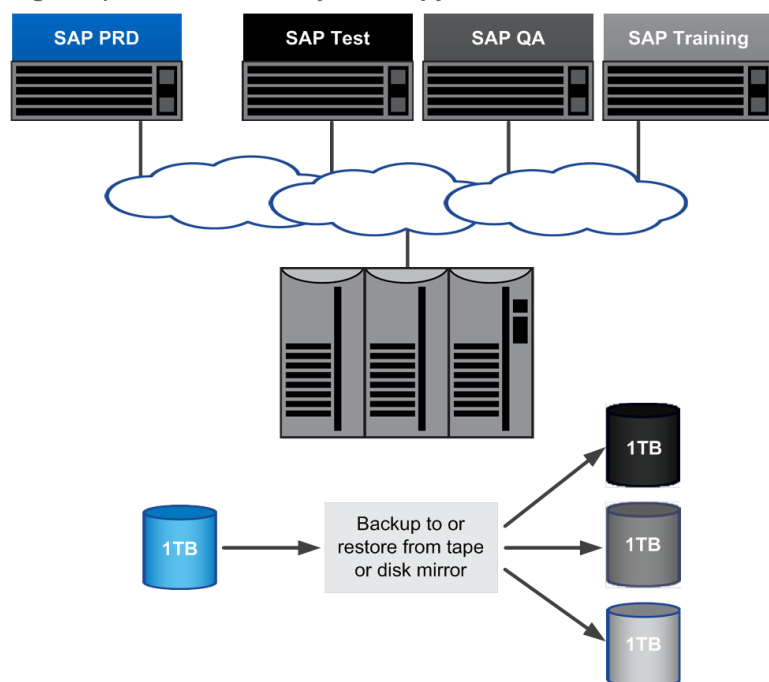 SAP PRD
SAP Test
SAP QA
SAP Training
1TB
Backup to or
restore from tape
or disk mirror
1TB
1TB
1TB